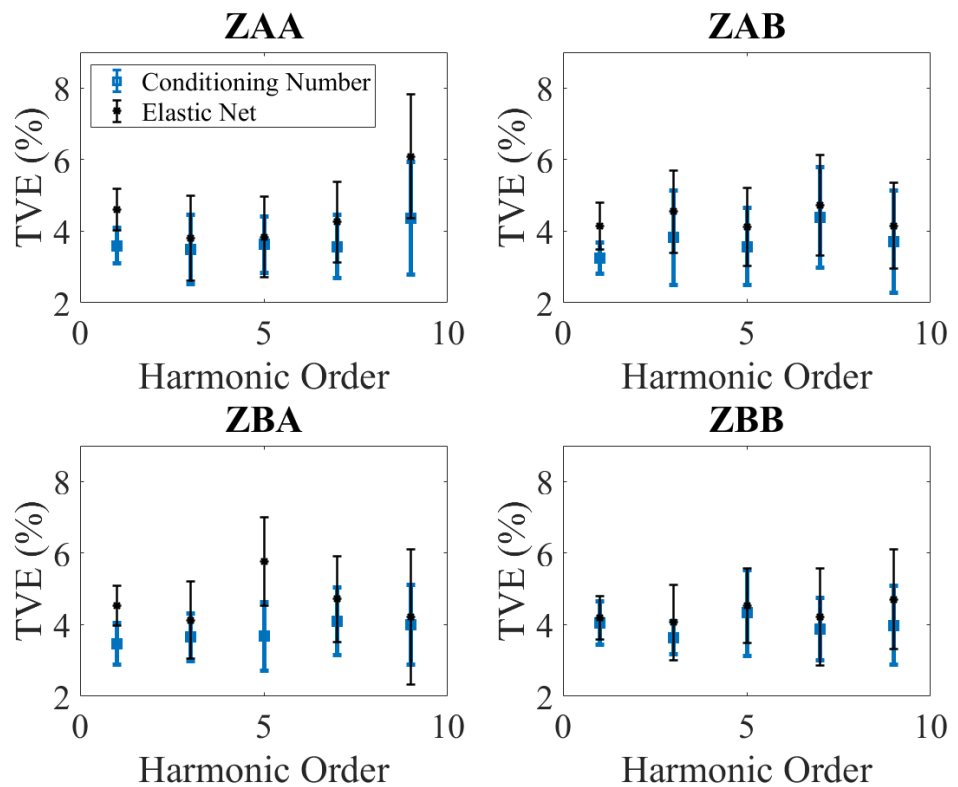 ZAA
8
6
4
2
TVE (%)
Conditioning Number
Elastic Net
0
5
10
Harmonic Order
ZAB
8
6
4
2
TVE (%)
0
5
10
Harmonic Order
ZBA
8
6
4
2
TVE (%)
0
5
10
Harmonic Order
ZBB
8
6
4
2
TVE (%)
0
5
10
Harmonic Order